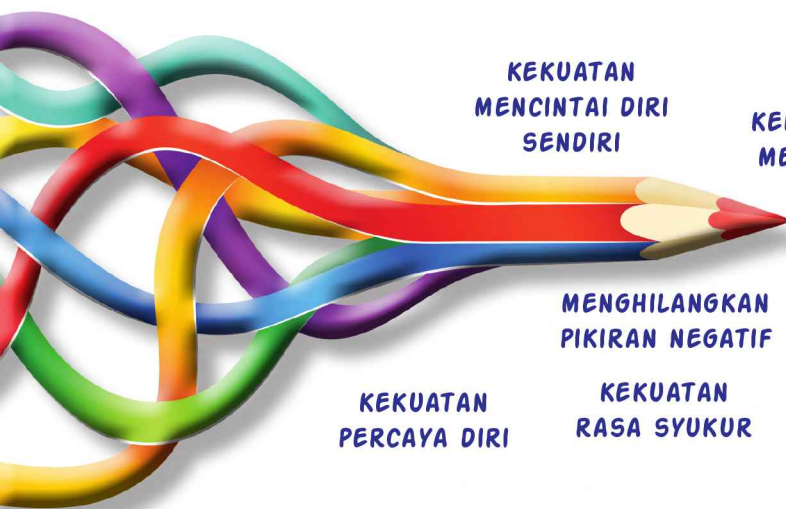 KEKUATAN
MENCINTAI DIRI
SENDIRI
MENGHILANGKAN
PIKIRAN NEGATIF
KEKUATAN
PERCAYA DIRI
KEKUATAN
RASA SYUKUR